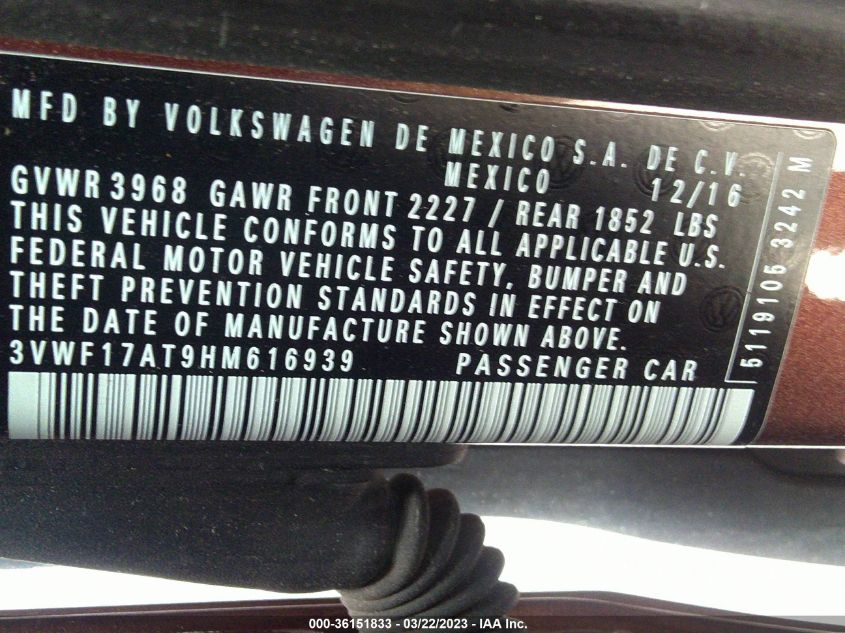 MFD BY VOLKSWAGEN DE MEXICO S.A. DE C.V.
MEXICO 12/16
GVWR 3968 GAWR FRONT 2227 / REAR 1852 LBS
THIS VEHICLE CONFORMS TO ALL APPLICABLE U.S.
FEDERAL MOTOR VEHICLE SAFETY, BUMPER AND
THEFT PREVENTION STANDARDS IN EFFECT ON
THE DATE OF MANUFACTURE SHOWN ABOVE.
3VWF17AT9HM616939 PASSENGER CAR
5119105 3242 M
000-36151833 - 03/22/2023 - IAA Inc.